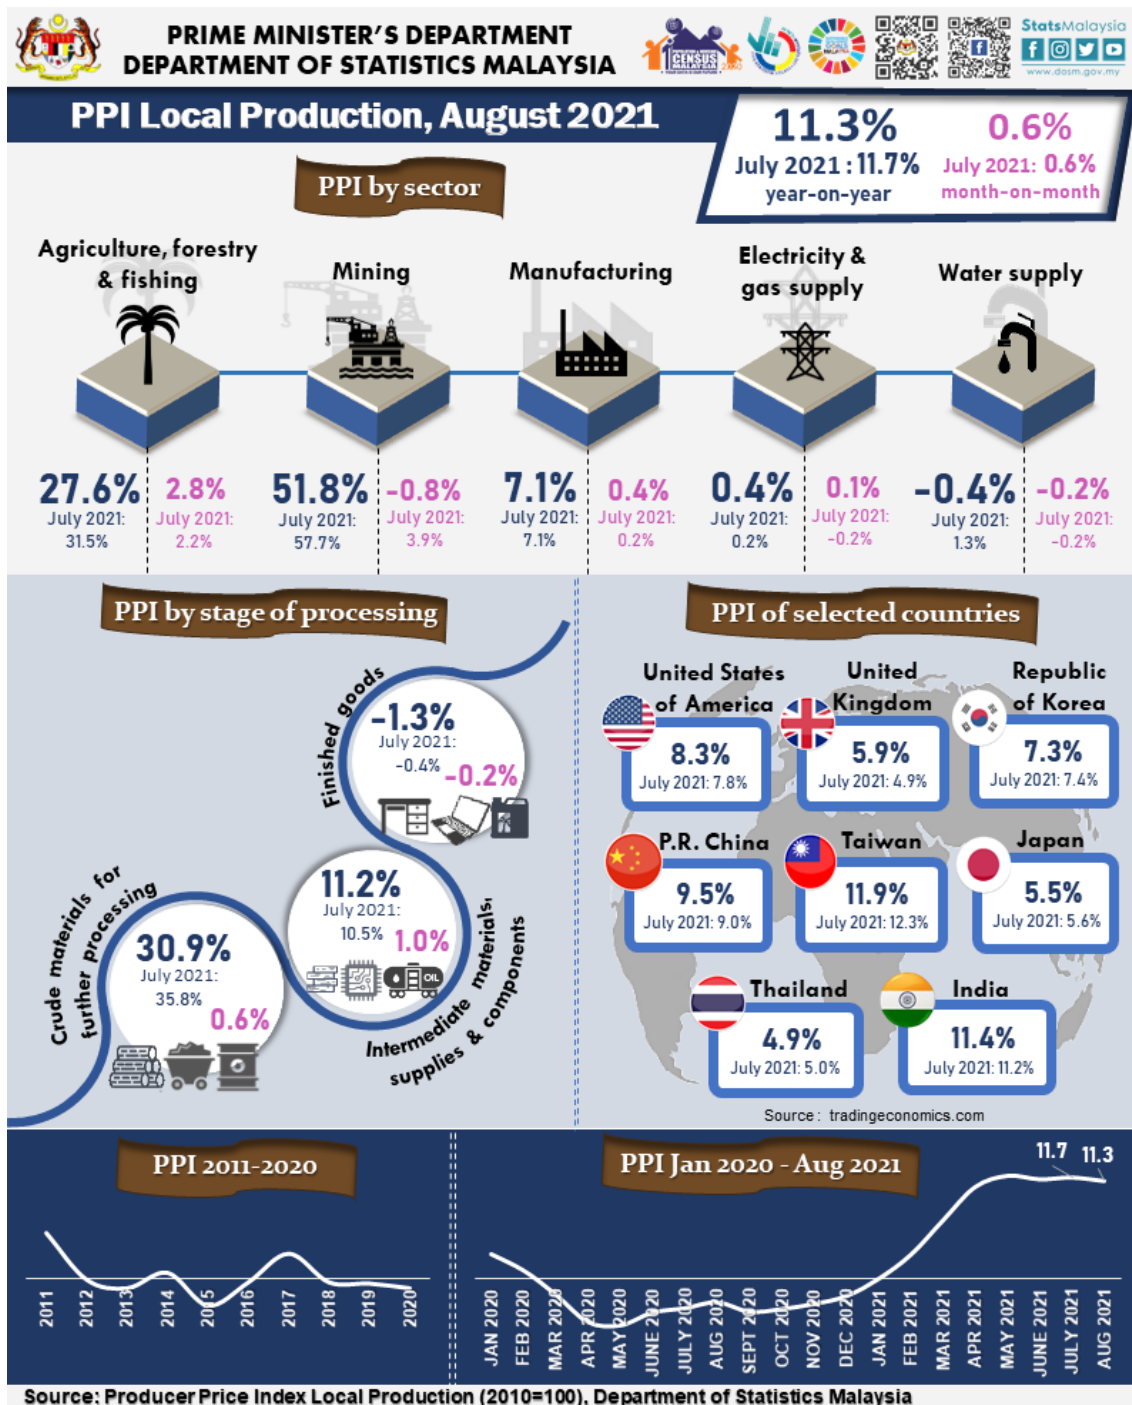 PRIME MINISTER'S DEPARTMENT
DEPARTMENT OF STATISTICS MALAYSIA
CENSUS
MALAYSIA
StatsMalaysia
www.dosm.gov.my
PPI Local Production, August 2021
11.3%
July 2021 : 11.7%
year-on-year
0.6%
July 2021: 0.6%
month-on-month
PPI by sector
Agriculture, forestry
& fishing
27.6%
July 2021:
31.5%
2.8%
July 2021:
2.2%
Mining
51.8%
July 2021:
57.7%
-0.8%
July 2021:
3.9%
Manufacturing
7.1%
July 2021:
7.1%
0.4%
July 2021:
0.2%
Electricity &
gas supply
0.4%
July 2021:
0.2%
0.1%
July 2021:
-0.2%
Water supply
-0.4%
July 2021:
1.3%
-0.2%
July 2021:
-0.2%
PPI by stage of processing
Finished goods
-1.3%
July 2021:
-0.4%
-0.2%
Intermediate materials,
supplies & components
11.2%
July 2021:
10.5%
1.0%
OIL
Crude materials for
further processing
30.9%
July 2021:
35.8%
0.6%
PPI of selected countries
United States
of America
8.3%
July 2021: 7.8%
United
Kingdom
5.9%
July 2021: 4.9%
Republic
of Korea
7.3%
July 2021: 7.4%
P.R. China
9.5%
July 2021: 9.0%
Taiwan
11.9%
July 2021: 12.3%
Japan
5.5%
July 2021: 5.6%
Thailand
4.9%
July 2021: 5.0%
India
11.4%
July 2021: 11.2%
Source : tradingeconomics.com
PPI 2011-2020
2011
2012
2013
2014
2015
2016
2017
2018
2019
2020
PPI Jan 2020 - Aug 2021
11.7
11.3
JAN 2020
FEB 2020
MAR 2020
APR 2020
MAY 2020
JUNE 2020
JULY 2020
AUG 2020
SEPT 2020
OCT 2020
NOV 2020
DEC 2020
JAN 2021
FEB 2021
MAR 2021
APR 2021
MAY 2021
JUNE 2021
JULY 2021
AUG 2021
Source: Producer Price Index Local Production (2010=100), Department of Statistics Malaysia